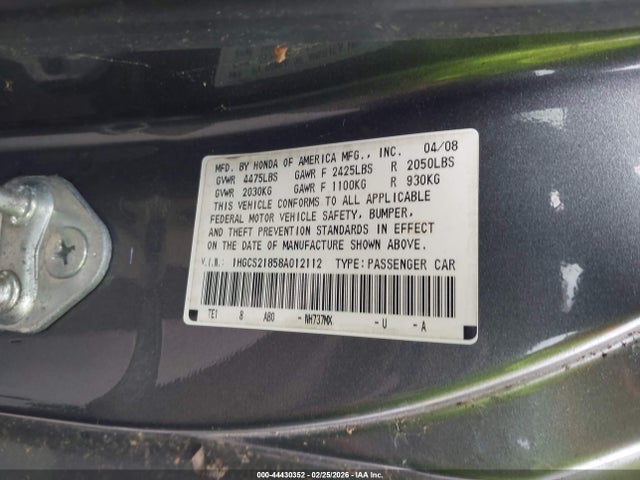 MFD. BY HONDA OF AMERICA MFG., INC. 04/08
GVWR 4475LBS GAWR F 2425LBS R 2050LBS
GVWR 2030KG GAWR F 1100KG R 930KG
THIS VEHICLE CONFORMS TO ALL APPLICABLE
FEDERAL MOTOR VEHICLE SAFETY, BUMPER,
AND THEFT PREVENTION STANDARDS IN EFFECT
ON THE DATE OF MANUFACTURE SHOWN ABOVE.
V.I.N.: 1HGCS21858A012112 TYPE: PASSENGER CAR
TE1 8 AB0 - NH737MX - U - A
000-44430352 - 02/25/2026 - IAA Inc.